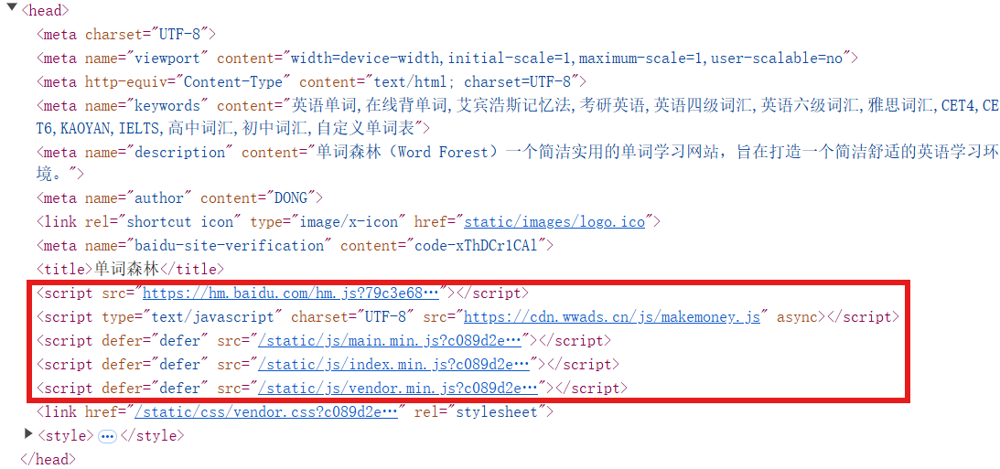 <head>
<meta charset="UTF-8">
<meta name="viewport" content="width=device-width,initial-scale=1,maximum-scale=1,user-scalable=no">
<meta http-equiv="Content-Type" content="text/html; charset=UTF-8">
<meta name="keywords" content="英语单词,在线背单词,艾宾浩斯记忆法,考研英语,英语四级词汇,英语六级词汇,雅思词汇,CET4,CE
T6,KAOYAN,IELTS,高中词汇,初中词汇,自定义单词表">
<meta name="description" content="单词森林（Word Forest）一个简洁实用的单词学习网站，旨在打造一个简洁舒适的英语学习环
境。">
<meta name="author" content="DONG">
<link rel="shortcut icon" type="image/x-icon" href="static/images/logo.ico">
<meta name="baidu-site-verification" content="code-xThDCr1CAl">
<title>单词森林</title>
<script src="https://hm.baidu.com/hm.js?79c3e68…"></script>
<script type="text/javascript" charset="UTF-8" src="https://cdn.wwads.cn/js/makemoney.js" async></script>
<script defer="defer" src="/static/js/main.min.js?c089d2e…"></script>
<script defer="defer" src="/static/js/index.min.js?c089d2e…"></script>
<script defer="defer" src="/static/js/vendor.min.js?c089d2e…"></script>
<link href="/static/css/vendor.css?c089d2e…" rel="stylesheet">
<style>…</style>
</head>